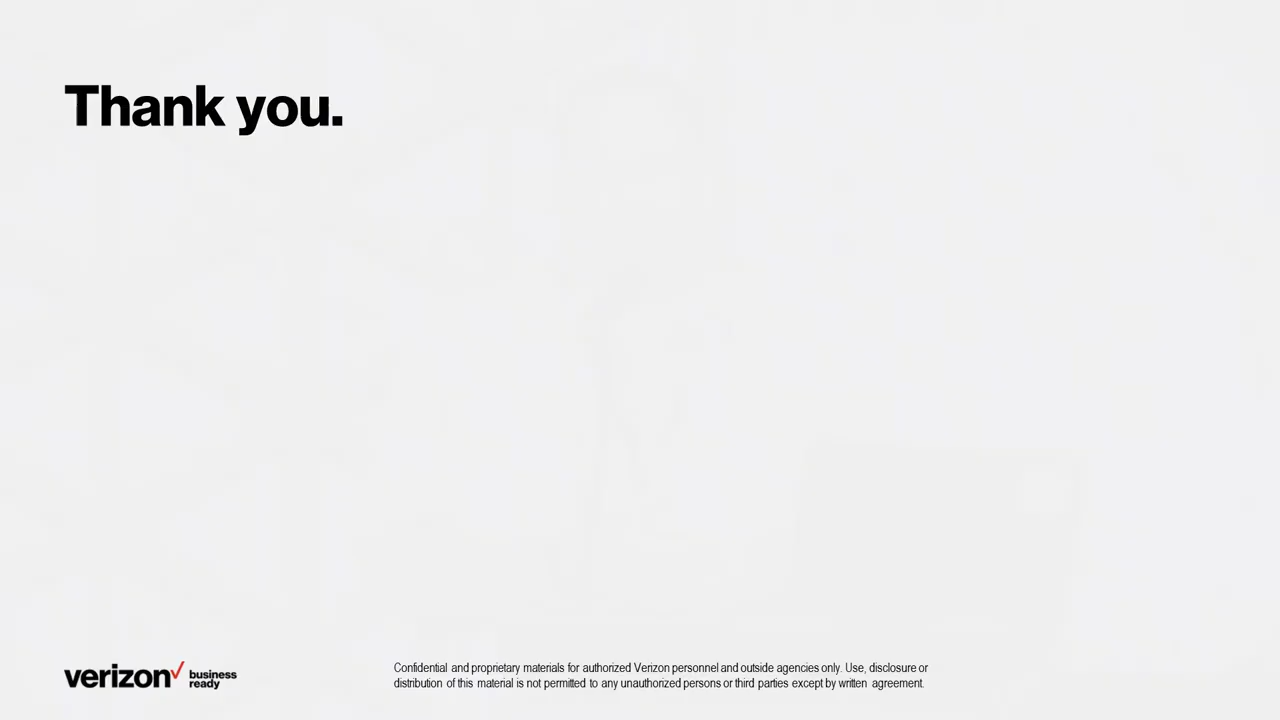 Thank you.
verizon
business
ready
Confidential and proprietary materials for authorized Verizon personnel and outside agencies only. Use, disclosure or
distribution of this material is not permitted to any unauthorized persons or third parties except by written agreement.